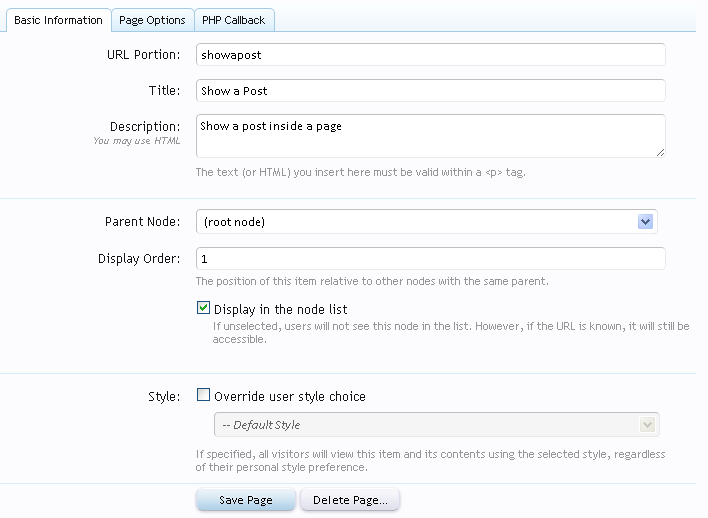 Basic Information Page Options PHP Callback
URL Portion: showapost
Title: Show a Post
Description: Show a post inside a page
You may use HTML
The text (or HTML) you insert here must be valid within a <p> tag.
Parent Node: (root node)
Display Order: 1
The position of this item relative to other nodes with the same parent.
Display in the node list
If unselected, users will not see this node in the list. However, if the URL is known, it will still be
accessible.
Style: Override user style choice
-- Default Style
If specified, all visitors will view this item and its contents using the selected style, regardless
of their personal style preference.
Save Page Delete Page...